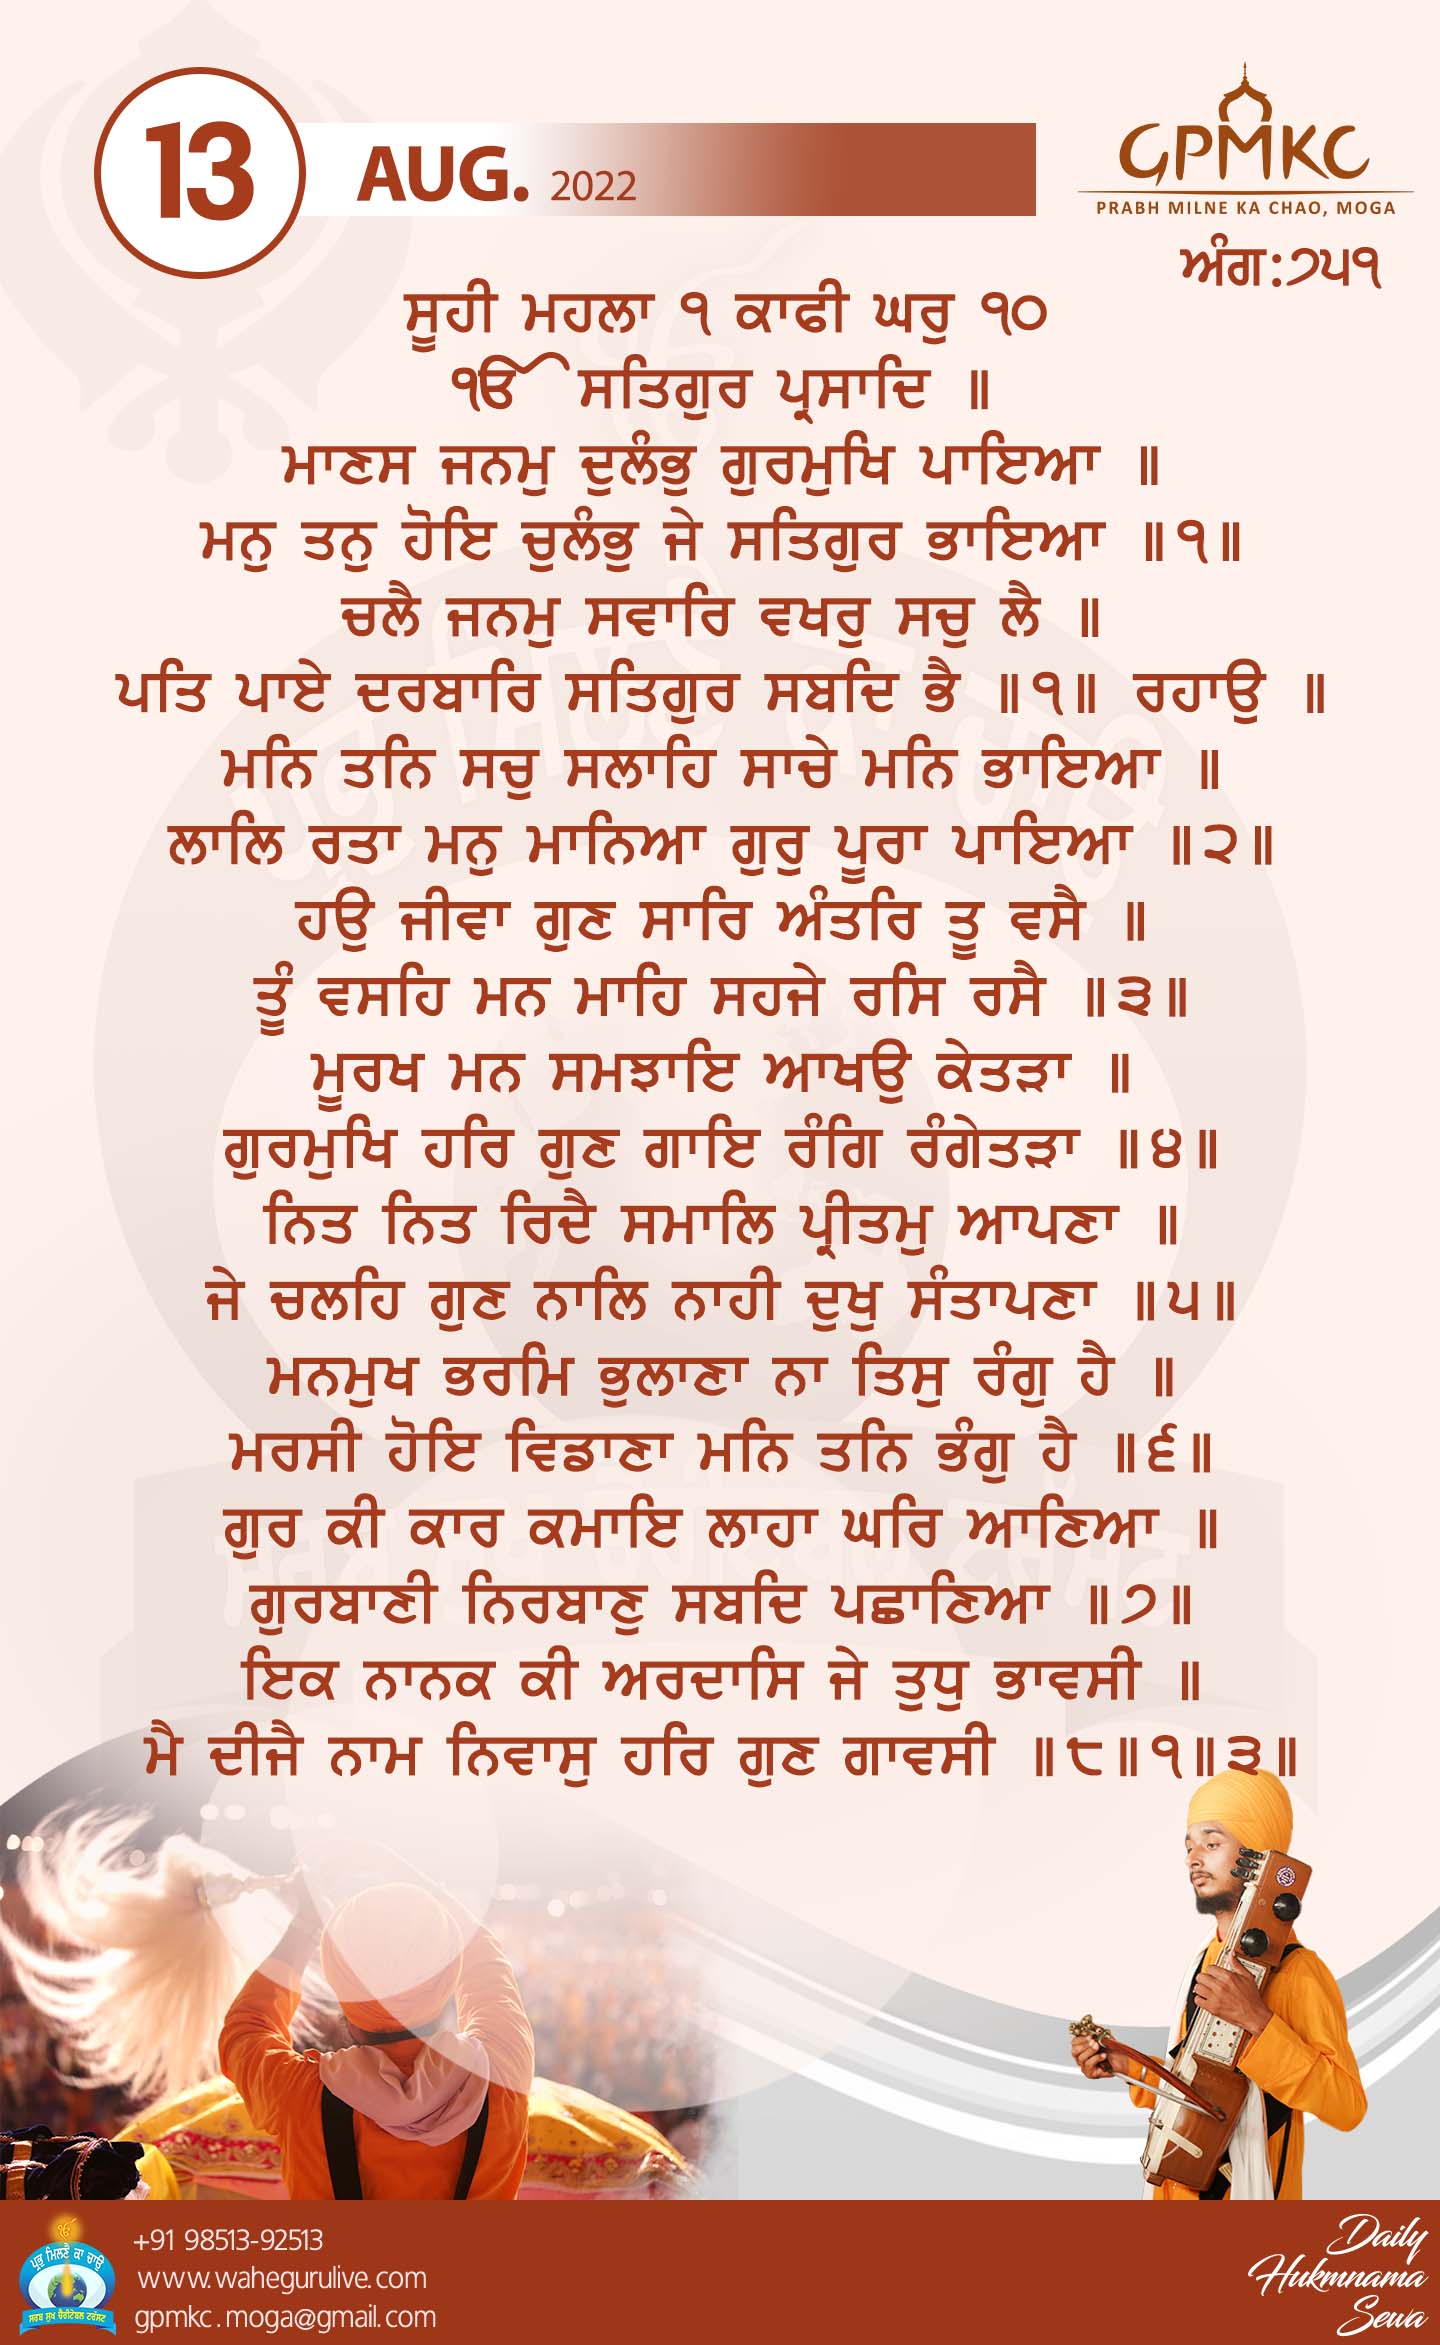 13
AUG. 2022
GPMKC
PRABH MILNE KA CHAO, MOGA
ਅੰਗ:੭੫੧
ਸੂਹੀ ਮਹਲਾ ੧ ਕਾਫੀ ਘਰੁ ੧੦
ੴ ਸਤਿਗੁਰ ਪ੍ਰਸਾਦਿ ॥
ਮਾਣਸ ਜਨਮੁ ਦੁਲੰਭੁ ਗੁਰਮੁਖਿ ਪਾਇਆ ॥
ਮਨੁ ਤਨੁ ਹੋਇ ਚੁਲੰਭੁ ਜੇ ਸਤਿਗੁਰ ਭਾਇਆ ॥੧॥
ਚਲੈ ਜਨਮੁ ਸਵਾਰਿ ਵਖਰੁ ਸਚੁ ਲੈ ॥
ਪਤਿ ਪਾਏ ਦਰਬਾਰਿ ਸਤਿਗੁਰ ਸਬਦਿ ਭੈ ॥੧॥ ਰਹਾਉ ॥
ਮਨਿ ਤਨਿ ਸਚੁ ਸਲਾਹਿ ਸਾਚੇ ਮਨਿ ਭਾਇਆ ॥
ਲਾਲਿ ਰਤਾ ਮਨੁ ਮਾਨਿਆ ਗੁਰੁ ਪੂਰਾ ਪਾਇਆ ॥੨॥
ਹਉ ਜੀਵਾ ਗੁਣ ਸਾਰਿ ਅੰਤਰਿ ਤੂ ਵਸੈ ॥
ਤੂੰ ਵਸਹਿ ਮਨ ਮਾਹਿ ਸਹਜੇ ਰਸਿ ਰਸੈ ॥੩॥
ਮੂਰਖ ਮਨ ਸਮਝਾਇ ਆਖਉ ਕੇਤੜਾ ॥
ਗੁਰਮੁਖਿ ਹਰਿ ਗੁਣ ਗਾਇ ਰੰਗਿ ਰੰਗੇਤੜਾ ॥੪॥
ਨਿਤ ਨਿਤ ਰਿਦੈ ਸਮਾਲਿ ਪ੍ਰੀਤਮੁ ਆਪਣਾ ॥
ਜੇ ਚਲਹਿ ਗੁਣ ਨਾਲਿ ਨਾਹੀ ਦੁਖੁ ਸੰਤਾਪਣਾ ॥੫॥
ਮਨਮੁਖ ਭਰਮਿ ਭੁਲਾਣਾ ਨਾ ਤਿਸੁ ਰੰਗੁ ਹੈ ॥
ਮਰਸੀ ਹੋਇ ਵਿਡਾਣਾ ਮਨਿ ਤਨਿ ਭੰਗੁ ਹੈ ॥੬॥
ਗੁਰ ਕੀ ਕਾਰ ਕਮਾਇ ਲਾਹਾ ਘਰਿ ਆਣਿਆ ॥
ਗੁਰਬਾਣੀ ਨਿਰਬਾਣੁ ਸਬਦਿ ਪਛਾਣਿਆ ॥੭॥
ਇਕ ਨਾਨਕ ਕੀ ਅਰਦਾਸਿ ਜੇ ਤੁਧੁ ਭਾਵਸੀ ॥
ਮੈ ਦੀਜੈ ਨਾਮ ਨਿਵਾਸੁ ਹਰਿ ਗੁਣ ਗਾਵਸੀ ॥੮॥੧॥੩॥
ਪ੍ਰਭੁ ਮਿਲਣੈ ਕਾ ਚਾਉ
ਸਰਬ ਸੁਖ ਚੈਰੀਟੇਬਲ ਟਰੱਸਟ
+91 98513-92513
www.wahegurulive.com
gpmkc.moga@gmail.com
Daily
Hukmnama
Sewa